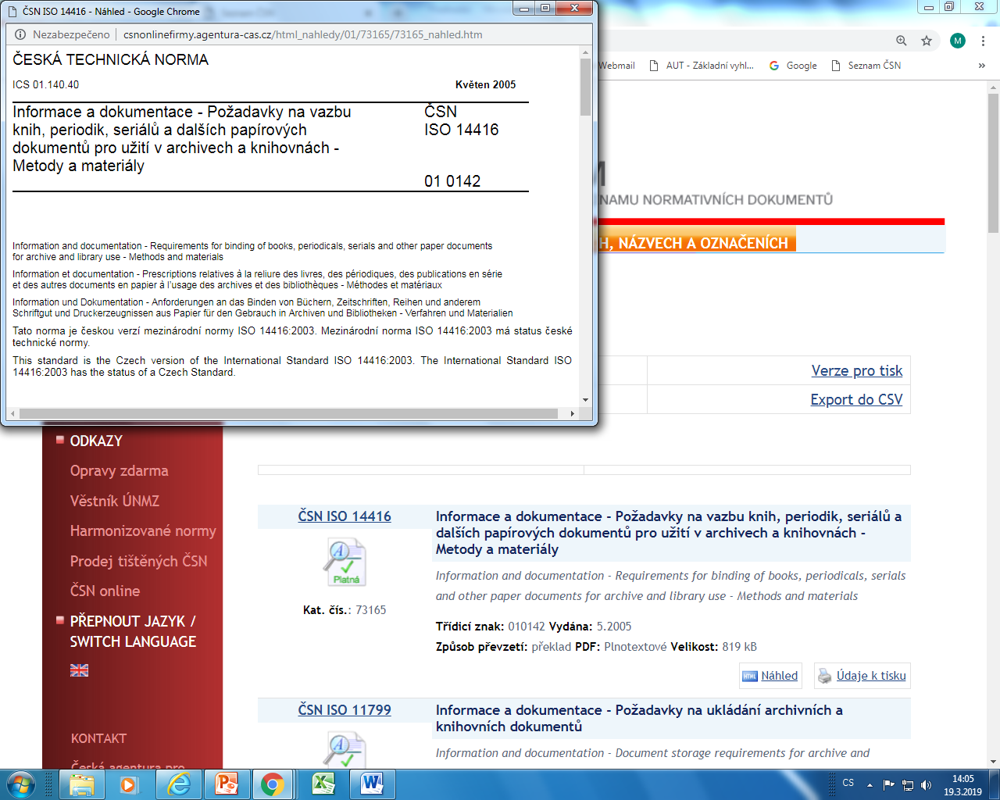 ČSN ISO 14416 - Náhled - Google Chrome
Nezabezpečeno | csnonlinefirmy.agentura-cas.cz/html_nahledy/01/73165/73165_nahled.htm
ČESKÁ TECHNICKÁ NORMA
ICS 01.140.40
Květen 2005
Informace a dokumentace - Požadavky na vazbu
knih, periodik, seriálů a dalších papírových
dokumentů pro užití v archivech a knihovnách -
Metody a materiály
ČSN
ISO 14416
01 0142
Information and documentation - Requirements for binding of books, periodicals, serials and other paper documents
for archive and library use - Methods and materials
Information et documentation - Prescriptions relatives à la reliure des livres, des périodiques, des publications en série
et des autres documents en papier à l'usage des archives et des bibliothèques - Méthodes et matériaux
Information und Dokumentation - Anforderungen an das Binden von Büchern, Zeitschriften, Reihen und anderem
Schriftgut und Druckerzeugnissen aus Papier für den Gebrauch in Archiven und Bibliotheken - Verfahren und Materialien
Tato norma je českou verzí mezinárodní normy ISO 14416:2003. Mezinárodní norma ISO 14416:2003 má status české
technické normy.
This standard is the Czech version of the International Standard ISO 14416:2003. The International Standard ISO
14416:2003 has the status of a Czech Standard.
M
Webmail
AUT - Základní vyhl...
Google
Seznam ČSN
»
M
NAMU NORMATIVNÍCH DOKUMENTŮ
H, NÁZVECH A OZNAČENÍCH
Verze pro tisk
Export do CSV
ODKAZY
Opravy zdarma
Věstník ÚNMZ
Harmonizované normy
Prodej tištěných ČSN
ČSN online
PŘEPNOUT JAZYK /
SWITCH LANGUAGE
KONTAKT
Česká agentura pro
ČSN ISO 14416
Platná
Kat. čís.: 73165
Informace a dokumentace - Požadavky na vazbu knih, periodik, seriálů a
dalších papírových dokumentů pro užití v archivech a knihovnách -
Metody a materiály
Information and documentation - Requirements for binding of books, periodicals, serials
and other paper documents for archive and library use - Methods and materials
Třídicí znak: 010142 Vydána: 5.2005
Způsob převzetí: překlad PDF: Plnotextové Velikost: 819 kB
HTML Náhled
Údaje k tisku
ČSN ISO 11799
Informace a dokumentace - Požadavky na ukládání archivních a
knihovních dokumentů
Information and documentation - Document storage requirements for archive and
CS
14:05
19.3.2019